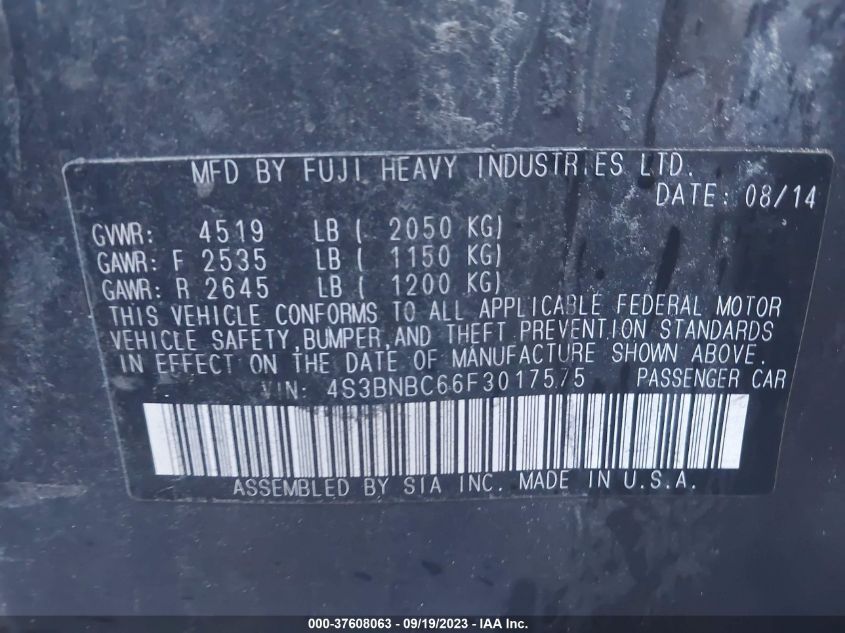 MFD BY FUJI HEAVY INDUSTRIES LTD.
DATE: 08/14
GVWR: 4519 LB ( 2050 KG)
GAWR: F 2535 LB ( 1150 KG)
GAWR: R 2645 LB ( 1200 KG)
THIS VEHICLE CONFORMS TO ALL APPLICABLE FEDERAL MOTOR
VEHICLE SAFETY,BUMPER,AND THEFT PREVENTION STANDARDS
IN EFFECT ON THE DATE OF MANUFACTURE SHOWN ABOVE.
VIN: 4S3BNBC66F3017575 PASSENGER CAR
ASSEMBLED BY SIA INC. MADE IN U.S.A.
000-37608063 - 09/19/2023 - IAA Inc.